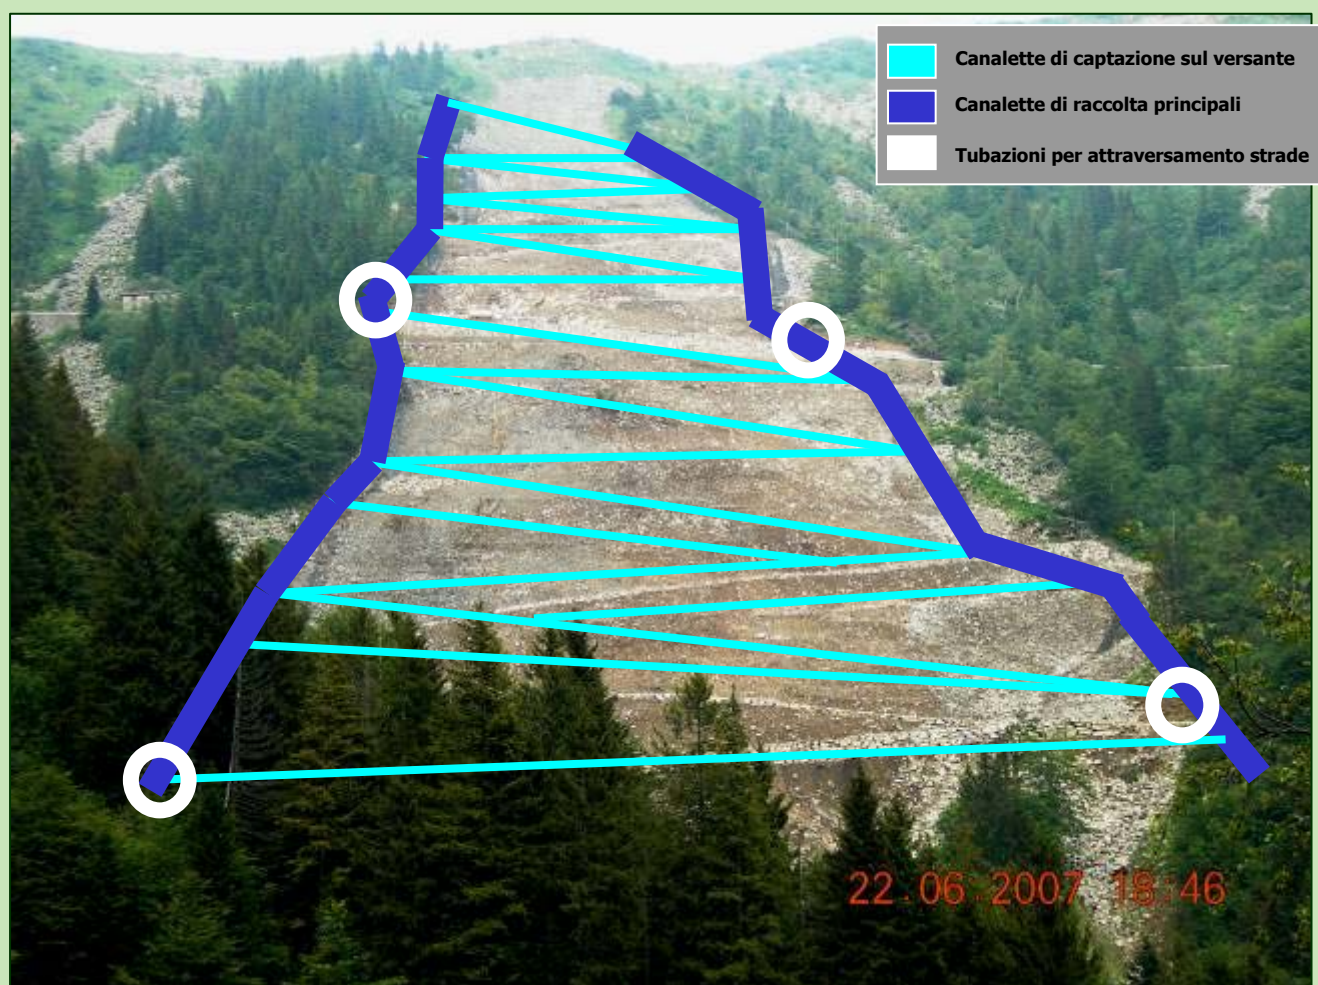 Canalette di captazione sul versante
Canalette di raccolta principali
Tubazioni per attraversamento strade
22.06.2007 18:46